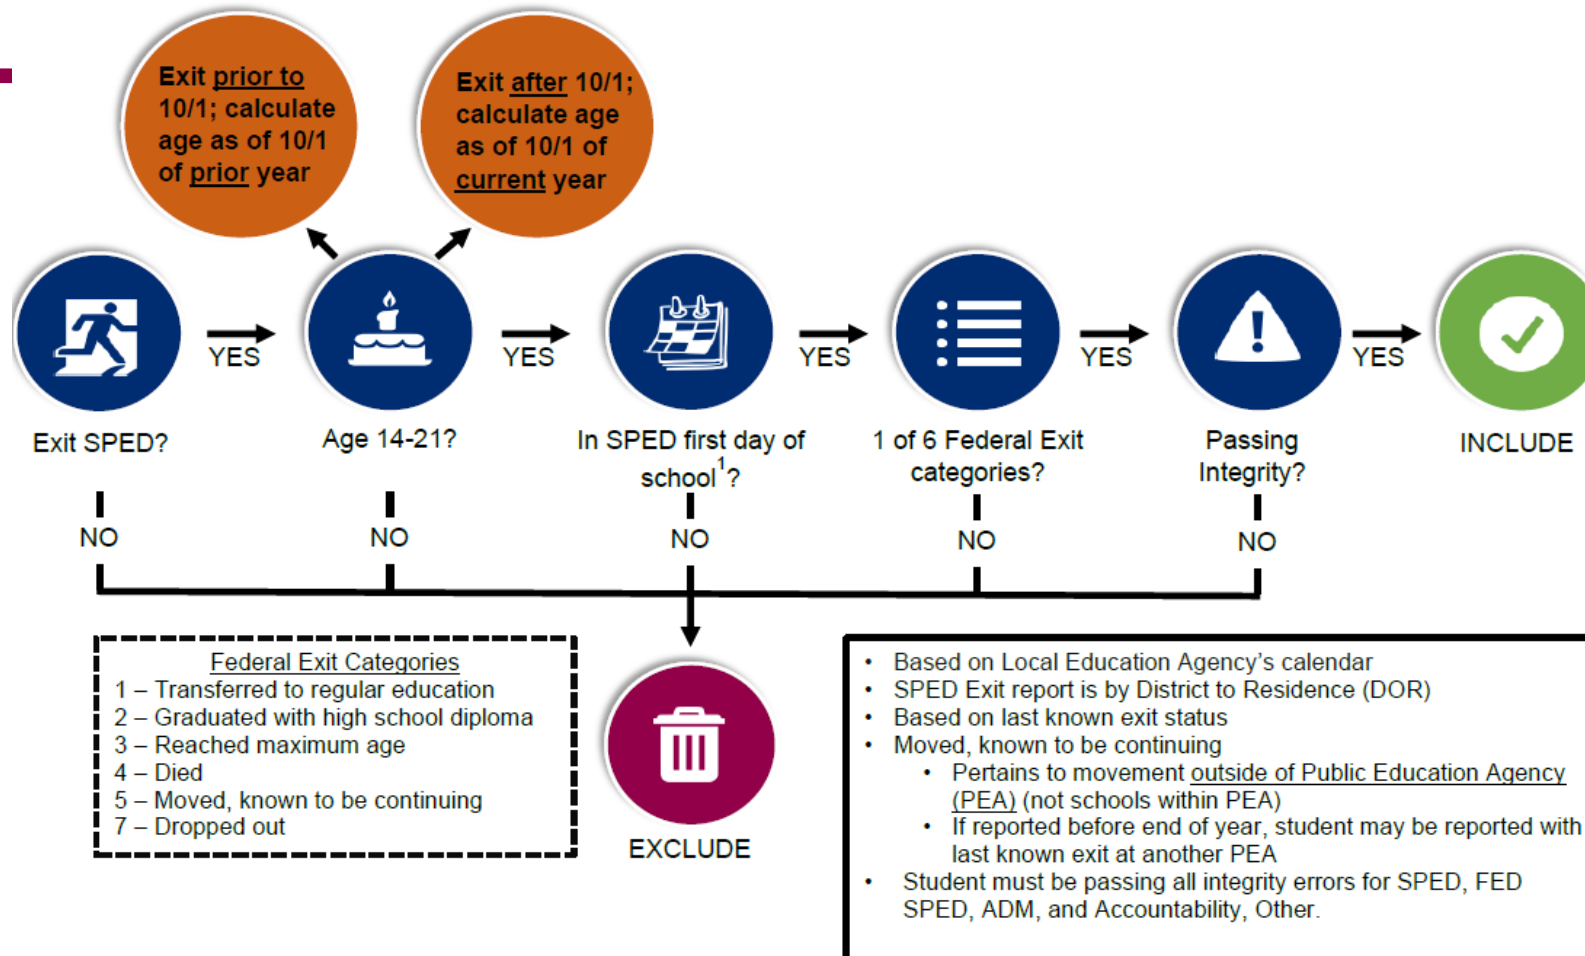 Exit prior to
10/1; calculate
age as of 10/1
of prior year
Exit after 10/1;
calculate age
as of 10/1 of
current year
YES
YES
YES
YES
YES
Exit SPED?
Age 14-21?
In SPED first day of
school1?
1 of 6 Federal Exit
categories?
Passing
Integrity?
INCLUDE
NO
NO
NO
NO
NO
Federal Exit Categories
1 – Transferred to regular education
2 – Graduated with high school diploma
3 – Reached maximum age
4 – Died
5 – Moved, known to be continuing
7 – Dropped out
EXCLUDE
• Based on Local Education Agency's calendar
• SPED Exit report is by District to Residence (DOR)
• Based on last known exit status
• Moved, known to be continuing
• Pertains to movement outside of Public Education Agency
(PEA) (not schools within PEA)
• If reported before end of year, student may be reported with
last known exit at another PEA
• Student must be passing all integrity errors for SPED, FED
SPED, ADM, and Accountability, Other.